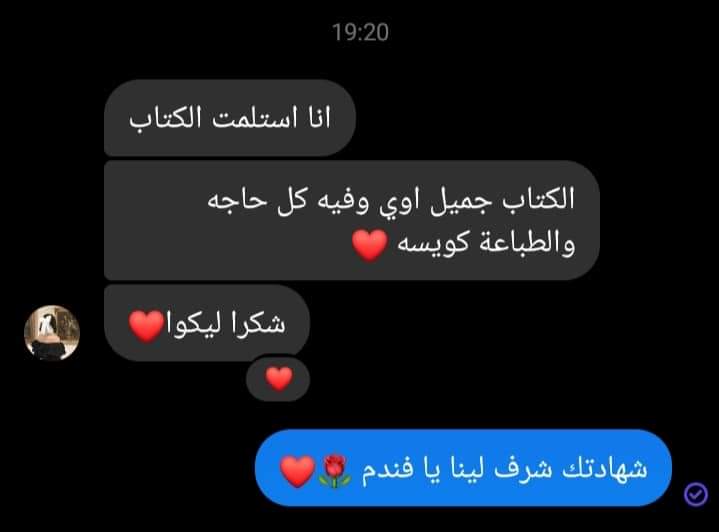 19:20
انا استلمت الكتاب
الكتاب جميل اوي وفيه كل حاجه
والطباعة كويسه ❤️
شكرا ليكوا❤️
❤️
شهادتك شرف لينا يا فندم 🌹❤️